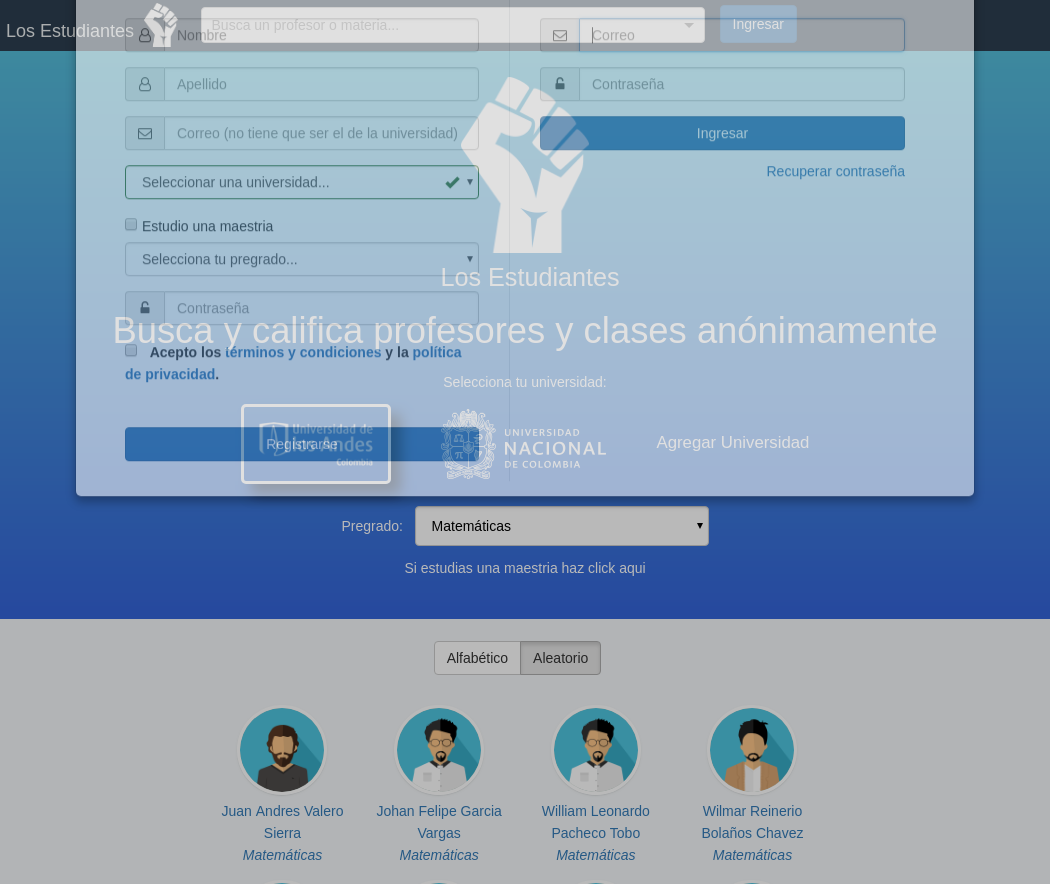 Los Estudiantes
Busca un profesor o materia...
Ingresar
Nombre
Correo
Apellido
Contraseña
Correo (no tiene que ser el de la universidad)
Ingresar
Seleccionar una universidad...
Recuperar contraseña
Estudio una maestria
Selecciona tu pregrado...
Los Estudiantes
Contraseña
Busca y califica profesores y clases anónimamente
Acepto los términos y condiciones y la política
de privacidad.
Selecciona tu universidad:
Registrarse
Universidad de
los Andes
Colombia
UNIVERSIDAD
NACIONAL
DE COLOMBIA
Agregar Universidad
Pregrado:
Matemáticas
Si estudias una maestria haz click aqui
Alfabético
Aleatorio
Juan Andres Valero
Sierra
Matemáticas
Johan Felipe Garcia
Vargas
Matemáticas
William Leonardo
Pacheco Tobo
Matemáticas
Wilmar Reinerio
Bolaños Chavez
Matemáticas